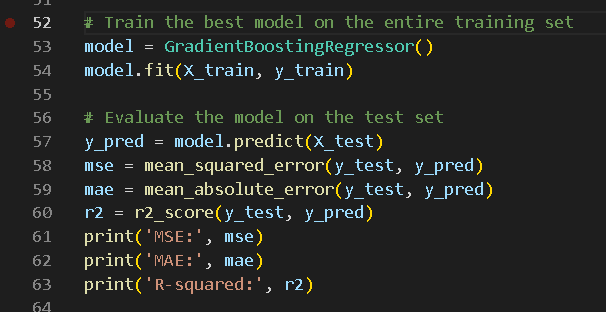 51
52 # Train the best model on the entire training set
53 model = GradientBoostingRegressor()
54 model.fit(X_train, y_train)
55
56 # Evaluate the model on the test set
57 y_pred = model.predict(X_test)
58 mse = mean_squared_error(y_test, y_pred)
59 mae = mean_absolute_error(y_test, y_pred)
60 r2 = r2_score(y_test, y_pred)
61 print('MSE:', mse)
62 print('MAE:', mae)
63 print('R-squared:', r2)
64